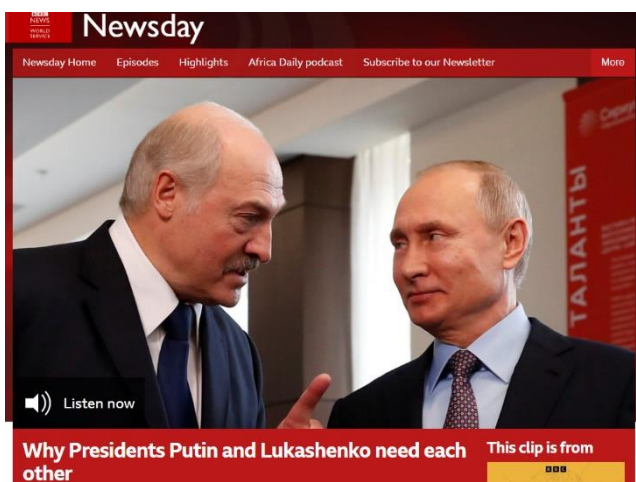 BBC
NEWS
WORLD
SERVICE
Newsday
Newsday Home Episodes Highlights Africa Daily podcast Subscribe to our Newsletter More
ТАЛАНТЫ
Listen now
Why Presidents Putin and Lukashenko need each
other
This clip is from
BBC